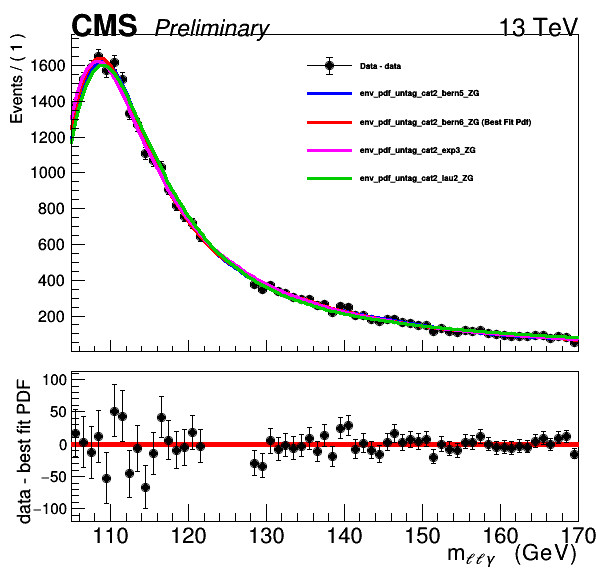 CMS Preliminary 13 TeV
Events / ( 1 )
1600
1400
1200
1000
800
600
400
200
Data - data
env_pdf_untag_cat2_bern5_ZG
env_pdf_untag_cat2_bern6_ZG (Best Fit Pdf)
env_pdf_untag_cat2_exp3_ZG
env_pdf_untag_cat2_lau2_ZG
data - best fit PDF
100
50
0
−50
−100
110 120 130 140 150 160 170
m_ℓℓγ (GeV)